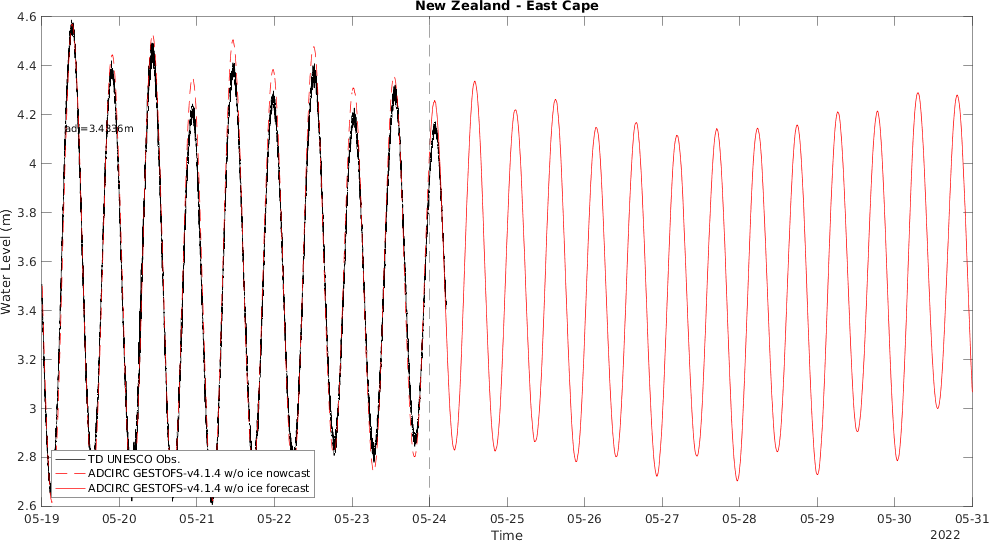 New Zealand - East Cape
4.6
4.4
4.2
4
3.8
3.6
3.4
3.2
3
2.8
2.6
Water Level (m)
adj=3.4336m
TD UNESCO Obs.
ADCIRC GESTOFS-v4.1.4 w/o ice nowcast
ADCIRC GESTOFS-v4.1.4 w/o ice forecast
05-19 05-20 05-21 05-22 05-23 05-24 05-25 05-26 05-27 05-28 05-29 05-30 05-31
Time
2022